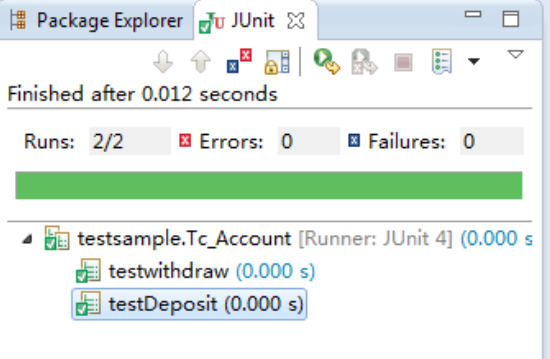 Package Explorer JUnit
Finished after 0.012 seconds
Runs: 2/2 Errors: 0 Failures: 0
testsample.Tc_Account [Runner: JUnit 4] (0.000 s
testwithdraw (0.000 s)
testDeposit (0.000 s)